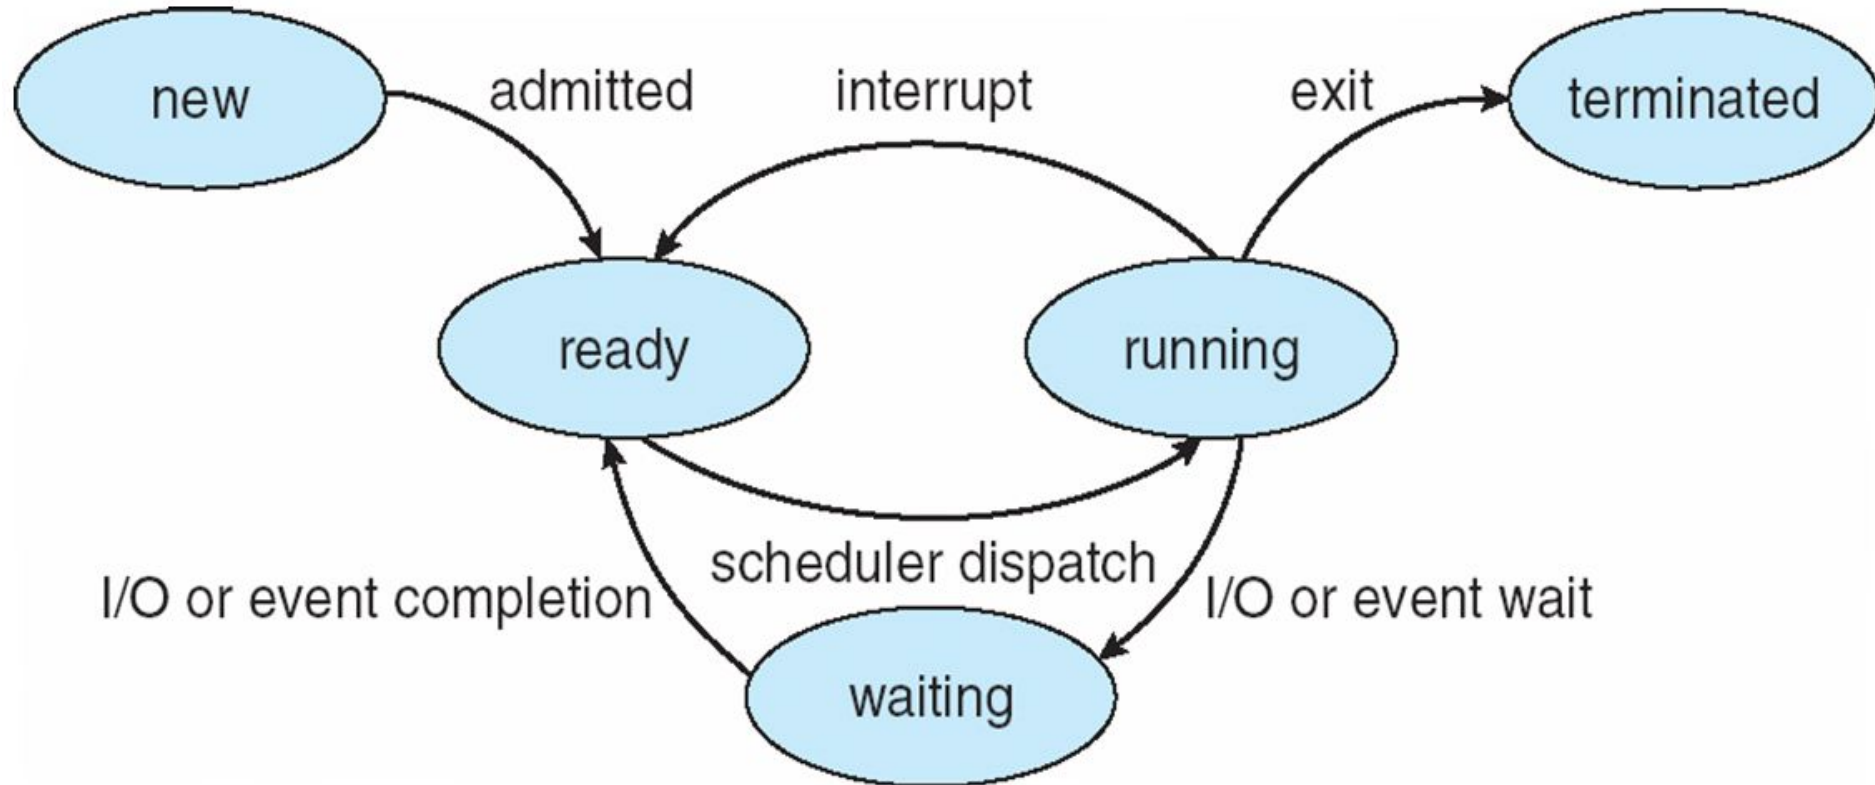 new
admitted
interrupt
exit
terminated
ready
running
scheduler dispatch
I/O or event completion
I/O or event wait
waiting